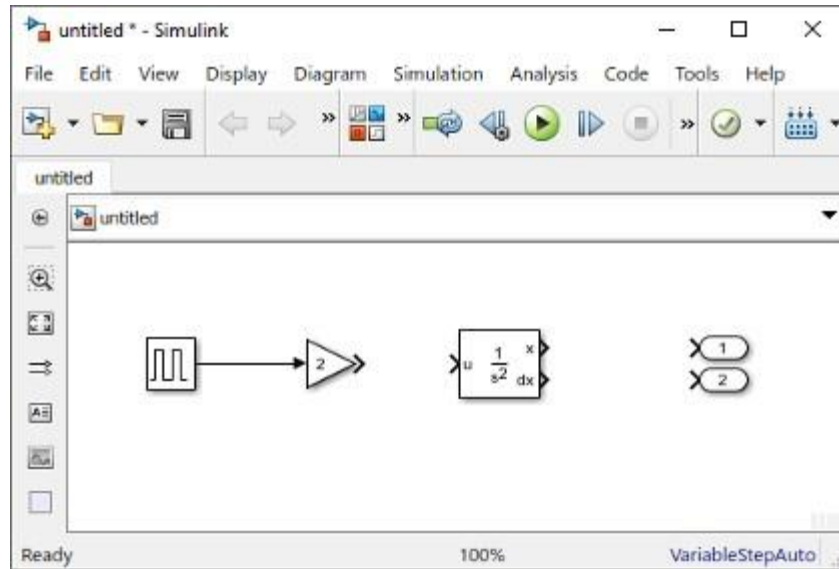 untitled * - Simulink
File Edit View Display Diagram Simulation Analysis Code Tools Help
» » »
untitled
untitled
2
u 1 s2 x dx
1
2
Ready 100% VariableStepAuto